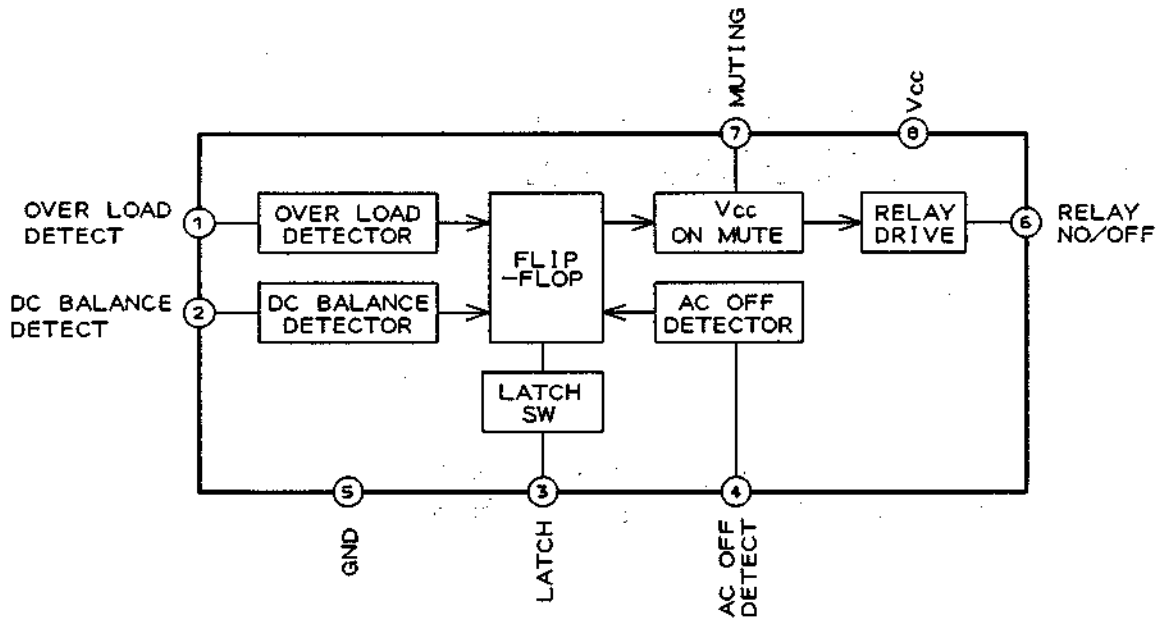 MUTING
Vcc
7
8
OVER LOAD
DETECT
1
OVER LOAD
DETECTOR
FLIP
-FLOP
Vcc
ON MUTE
RELAY
DRIVE
6
RELAY
NO/OFF
DC BALANCE
DETECT
2
DC BALANCE
DETECTOR
AC OFF
DETECTOR
LATCH
SW
5
3
4
GND
LATCH
AC OFF
DETECT